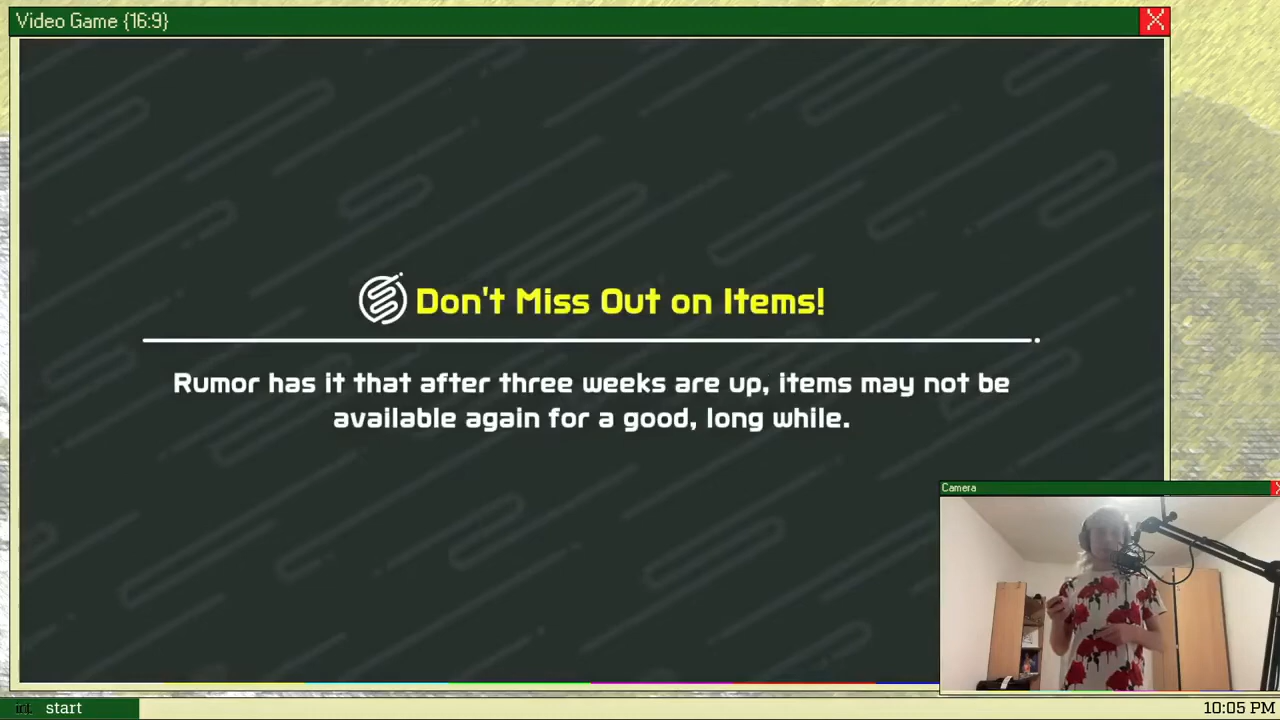 Video Game {16:9}
Don't Miss Out on Items!
Rumor has it that after three weeks are up, items may not be
available again for a good, long while.
Camera
start
10:05 PM